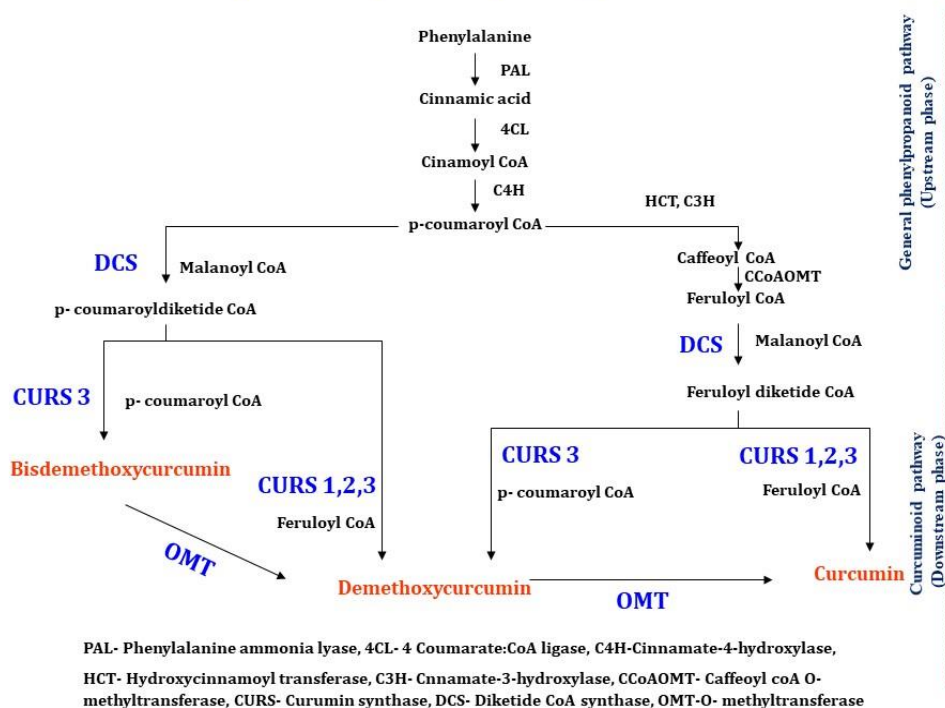 Phenylalanine
PAL
Cinnamic acid
4CL
Cinamoyl CoA
C4H
p-coumaroyl CoA
HCT, C3H
DCS
Malanoyl CoA
p- coumaroyldiketide CoA
Caffeoyl CoA
CCoAOMT
Feruloyl CoA
DCS
Malanoyl CoA
Feruloyl diketide CoA
CURS 3
p- coumaroyl CoA
Bisdemethoxycurcumin
CURS 1,2,3
Feruloyl CoA
CURS 3
p- coumaroyl CoA
CURS 1,2,3
Feruloyl CoA
OMT
Demethoxycurcumin
OMT
Curcumin
General phenylpropanoid pathway
(Upstream phase)
Curcuminoid pathway
(Downstream phase)
PAL- Phenylalanine ammonia lyase, 4CL- 4 Coumarate:CoA ligase, C4H-Cinnamate-4-hydroxylase,
HCT- Hydroxycinnamoyl transferase, C3H- Cnnamate-3-hydroxylase, CCoAOMT- Caffeoyl coA O-
methyltransferase, CURS- Curumin synthase, DCS- Diketide CoA synthase, OMT-O- methyltransferase